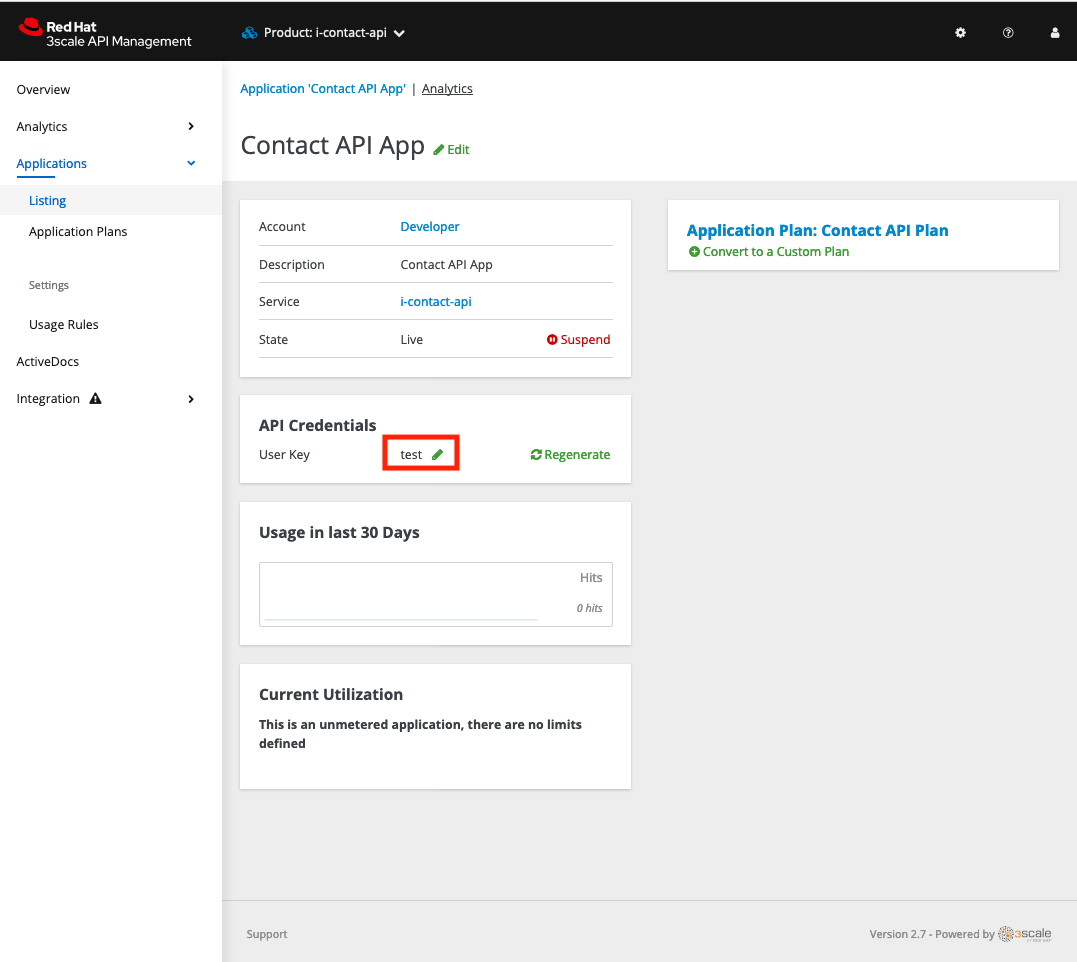 Red Hat
3scale API Management
Product: i-contact-api
Overview
Analytics
Applications
Listing
Application Plans
Settings
Usage Rules
ActiveDocs
Integration
Application 'Contact API App' | Analytics
Contact API App Edit
Account Developer
Description Contact API App
Service i-contact-api
State Live Suspend
API Credentials
User Key test Regenerate
Usage in last 30 Days
Hits
0 hits
Current Utilization
This is an unmetered application, there are no limits
defined
Application Plan: Contact API Plan
Convert to a Custom Plan
Support
Version 2.7 - Powered by 3scale
BY RED HAT